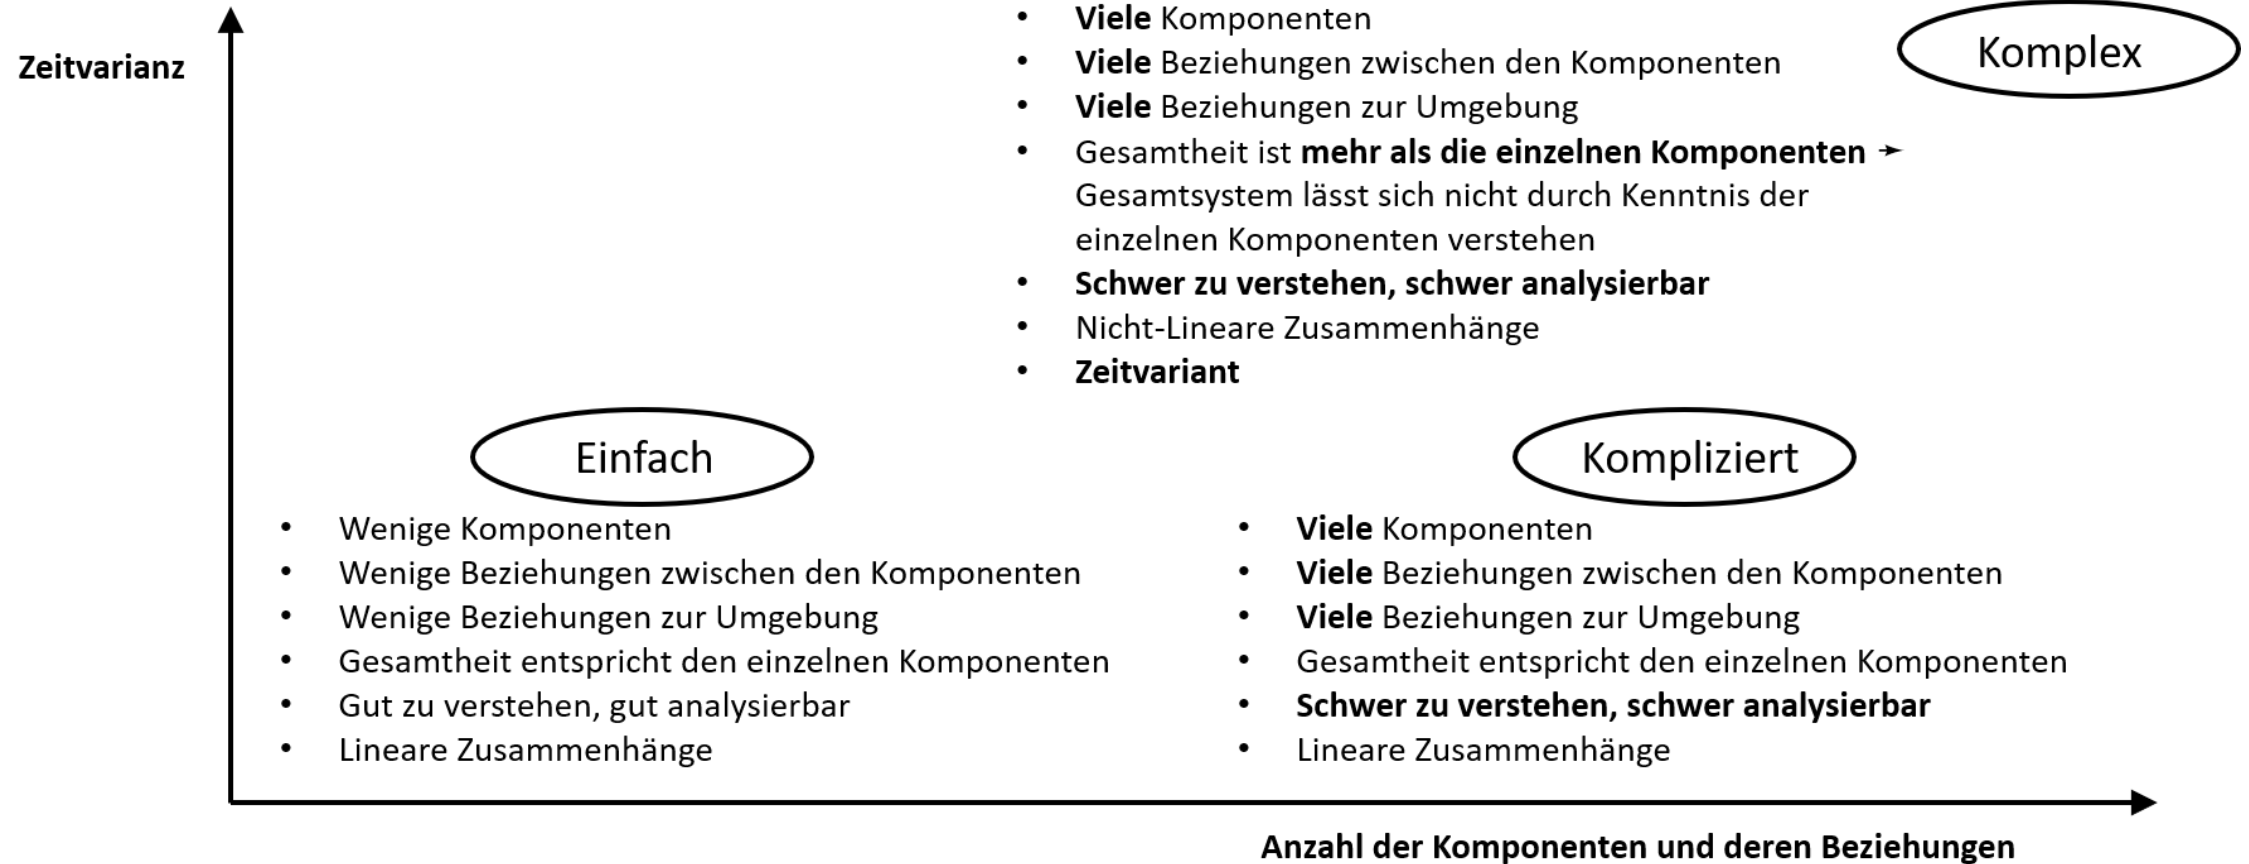 Zeitvarianz
• Viele Komponenten
• Viele Beziehungen zwischen den Komponenten
• Viele Beziehungen zur Umgebung
• Gesamtheit ist mehr als die einzelnen Komponenten ➛
Gesamtsystem lässt sich nicht durch Kenntnis der
einzelnen Komponenten verstehen
• Schwer zu verstehen, schwer analysierbar
• Nicht-Lineare Zusammenhänge
• Zeitvariant
Komplex
Einfach
• Wenige Komponenten
• Wenige Beziehungen zwischen den Komponenten
• Wenige Beziehungen zur Umgebung
• Gesamtheit entspricht den einzelnen Komponenten
• Gut zu verstehen, gut analysierbar
• Lineare Zusammenhänge
Kompliziert
• Viele Komponenten
• Viele Beziehungen zwischen den Komponenten
• Viele Beziehungen zur Umgebung
• Gesamtheit entspricht den einzelnen Komponenten
• Schwer zu verstehen, schwer analysierbar
• Lineare Zusammenhänge
Anzahl der Komponenten und deren Beziehungen